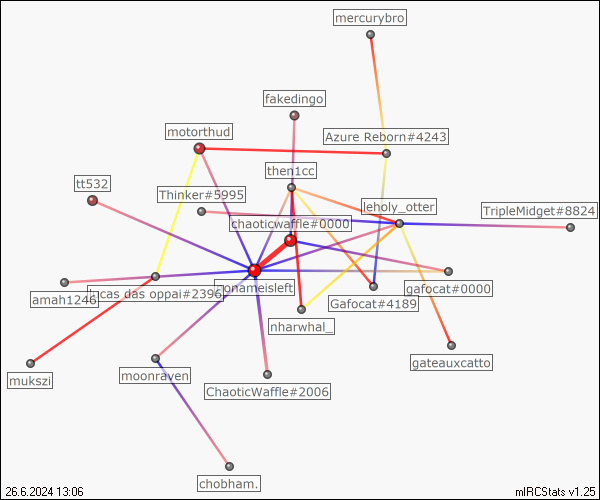 mercurybro
fakedingo
motorthud
Azure Reborn#4243
then1cc
tt532
Thinker#5995
leholy_otter
TripleMidget#8824
chaoticwaffle#0000
amah1246
lucas das oppai#2396
nonameisleft
Gafocat#4189
gafocat#0000
nharwhal_
mukszi
moonraven
ChaoticWaffle#2006
gateauxcatto
chobham.
26.6.2024 13:06
mIRCStats v1.25